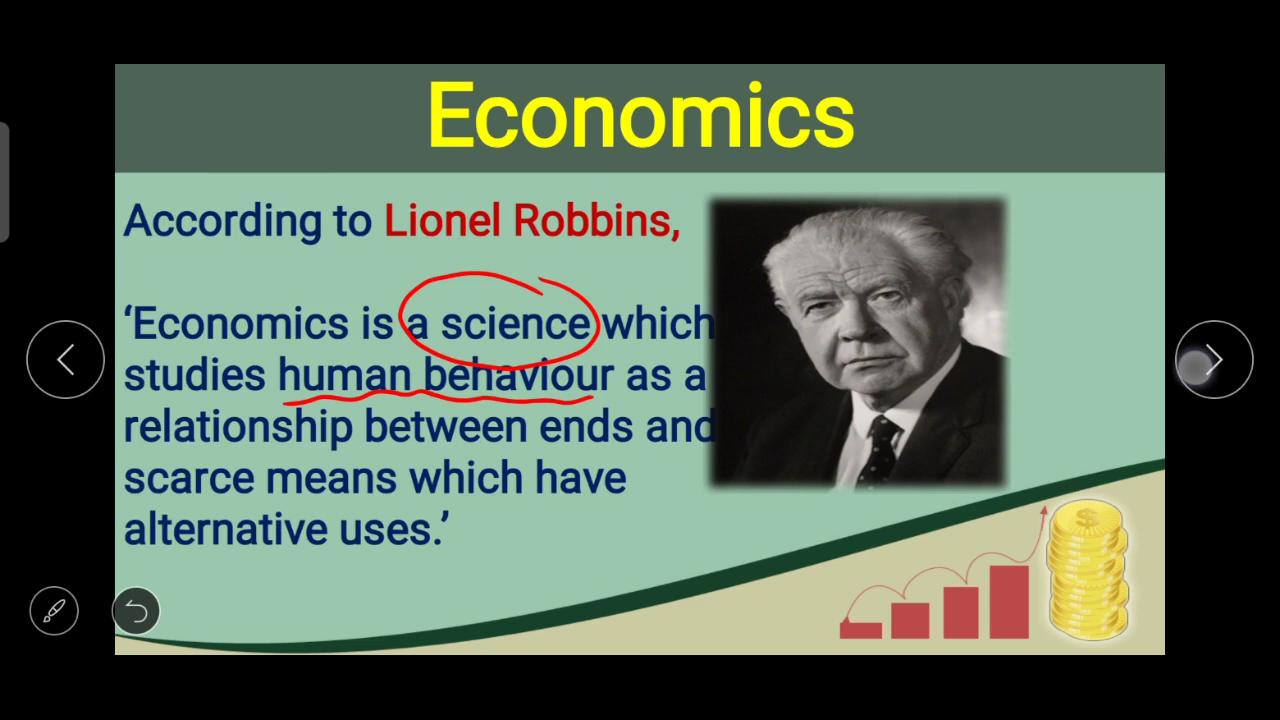 Economics
According to Lionel Robbins,
‘Economics is a science which
studies human behaviour as a
relationship between ends and
scarce means which have
alternative uses.’
$